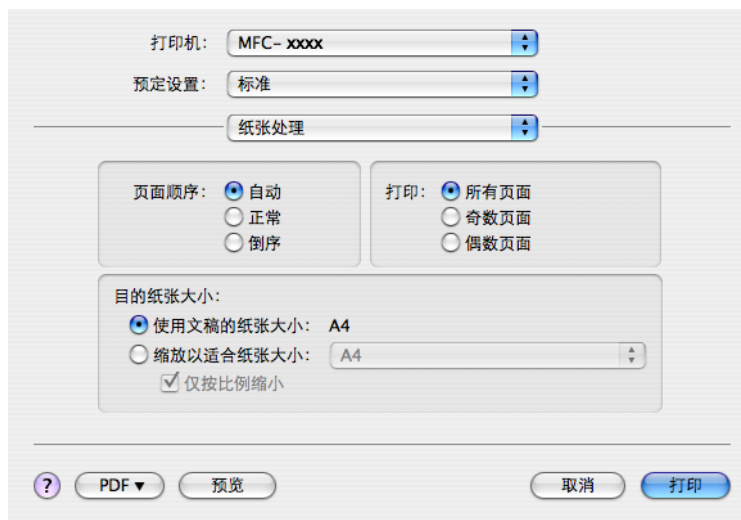 打印机: MFC- xxxx
预定设置: 标准
纸张处理
页面顺序: 自动
正常
倒序
打印: 所有页面
奇数页面
偶数页面
目的纸张大小:
使用文稿的纸张大小: A4
缩放以适合纸张大小: A4
仅按比例缩小
? PDF▼ 预览 取消 打印